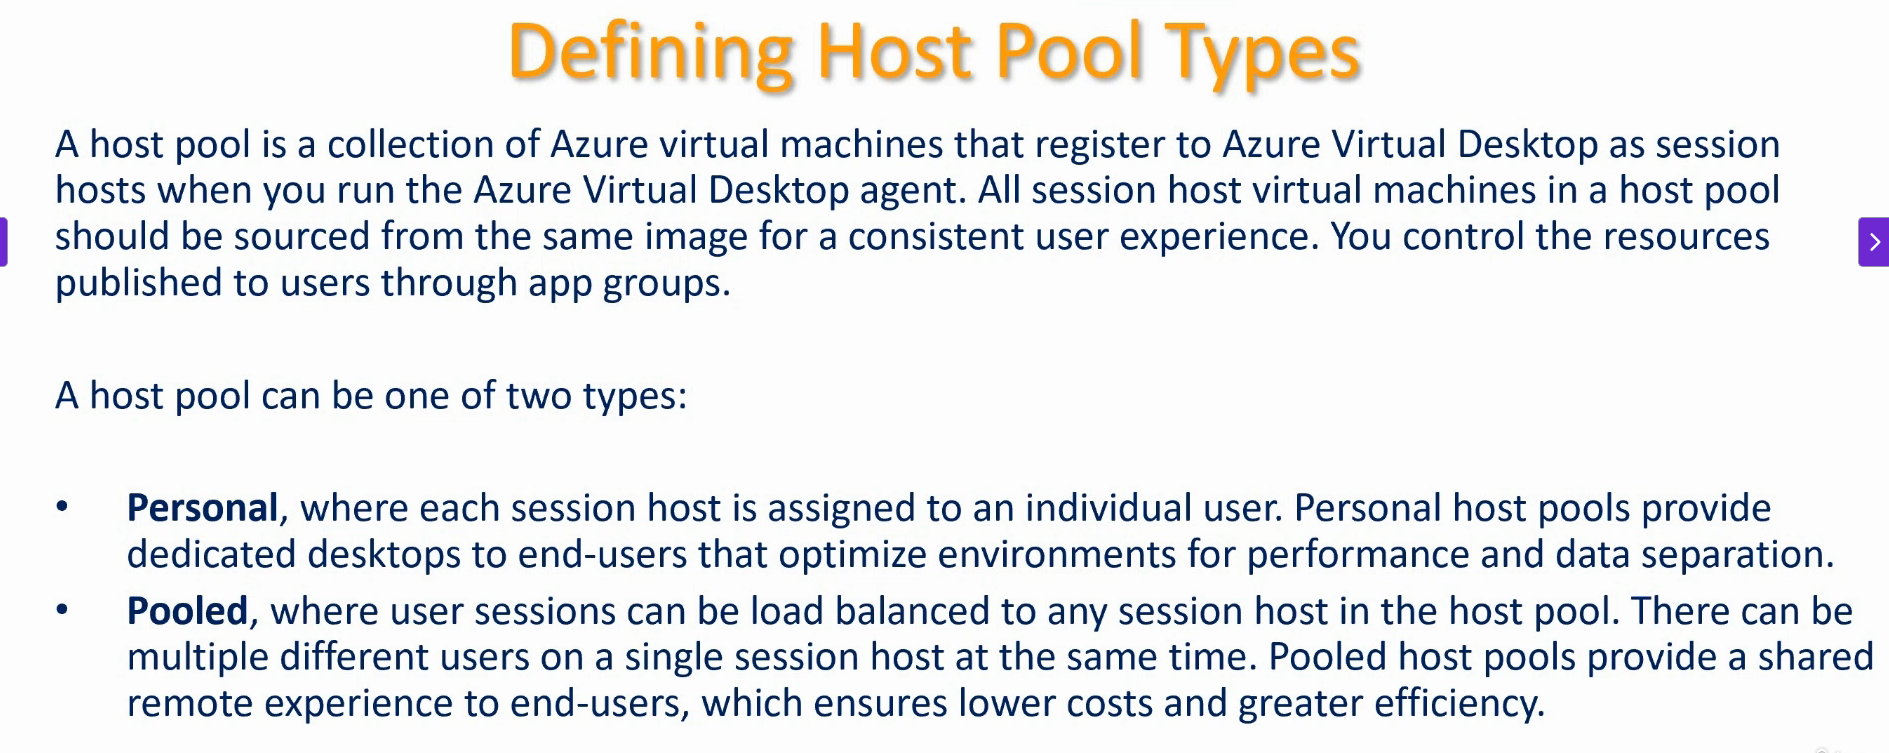 Defining Host Pool Types
A host pool is a collection of Azure virtual machines that register to Azure Virtual Desktop as session
hosts when you run the Azure Virtual Desktop agent. All session host virtual machines in a host pool
should be sourced from the same image for a consistent user experience. You control the resources
published to users through app groups.
A host pool can be one of two types:
• Personal, where each session host is assigned to an individual user. Personal host pools provide
dedicated desktops to end-users that optimize environments for performance and data separation.
• Pooled, where user sessions can be load balanced to any session host in the host pool. There can be
multiple different users on a single session host at the same time. Pooled host pools provide a shared
remote experience to end-users, which ensures lower costs and greater efficiency.